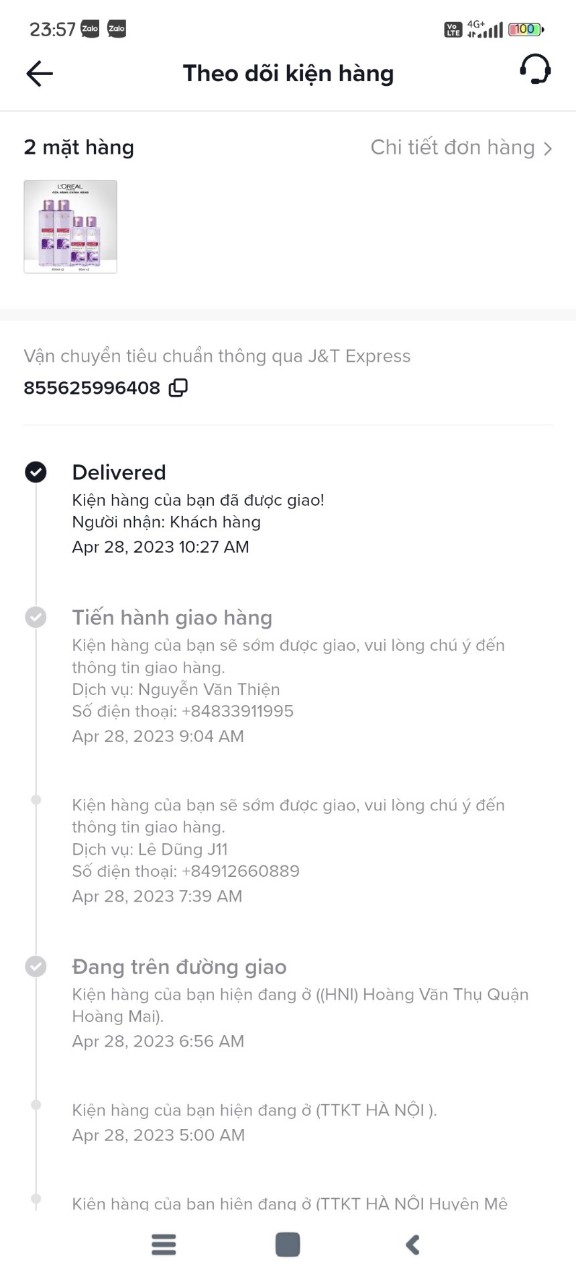 23:57 Zalo Zalo Vo LTE 4G+ 100
Theo dõi kiện hàng
2 mặt hàng
Chi tiết đơn hàng >
L'ORÉAL
Vận chuyển tiêu chuẩn thông qua J&T Express
855625996408
Delivered
Kiện hàng của bạn đã được giao!
Người nhận: Khách hàng
Apr 28, 2023 10:27 AM
Tiến hành giao hàng
Kiện hàng của bạn sẽ sớm được giao, vui lòng chú ý đến
thông tin giao hàng.
Dịch vụ: Nguyễn Văn Thiện
Số điện thoại: +84833911995
Apr 28, 2023 9:04 AM
Kiện hàng của bạn sẽ sớm được giao, vui lòng chú ý đến
thông tin giao hàng.
Dịch vụ: Lê Dũng J11
Số điện thoại: +84912660889
Apr 28, 2023 7:39 AM
Đang trên đường giao
Kiện hàng của bạn hiện đang ở ((HNI) Hoàng Văn Thụ Quận
Hoàng Mai).
Apr 28, 2023 6:56 AM
Kiện hàng của bạn hiện đang ở (TTKT HÀ NỘI ).
Apr 28, 2023 5:00 AM
Kiện hàng của bạn hiện đang ở (TTKT HÀ NỘI Huyện Mê